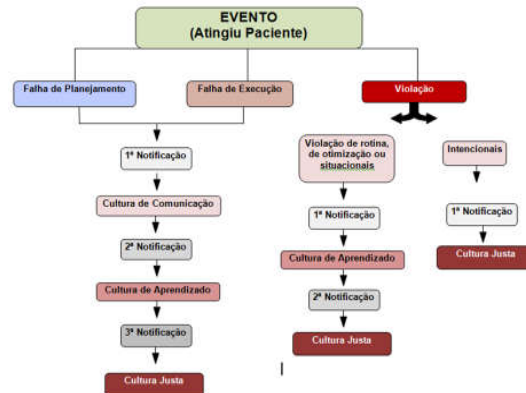 EVENTO
(Atingiu Paciente)
Falha de Planejamento
Falha de Execução
Violação
1ª Notificação
Cultura de Comunicação
2ª Notificação
Cultura de Aprendizado
3ª Notificação
Cultura Justa
Violação de rotina,
de otimização ou
situacionais
1ª Notificação
Cultura de Aprendizado
2ª Notificação
Cultura Justa
Intencionais
1ª Notificação
Cultura Justa